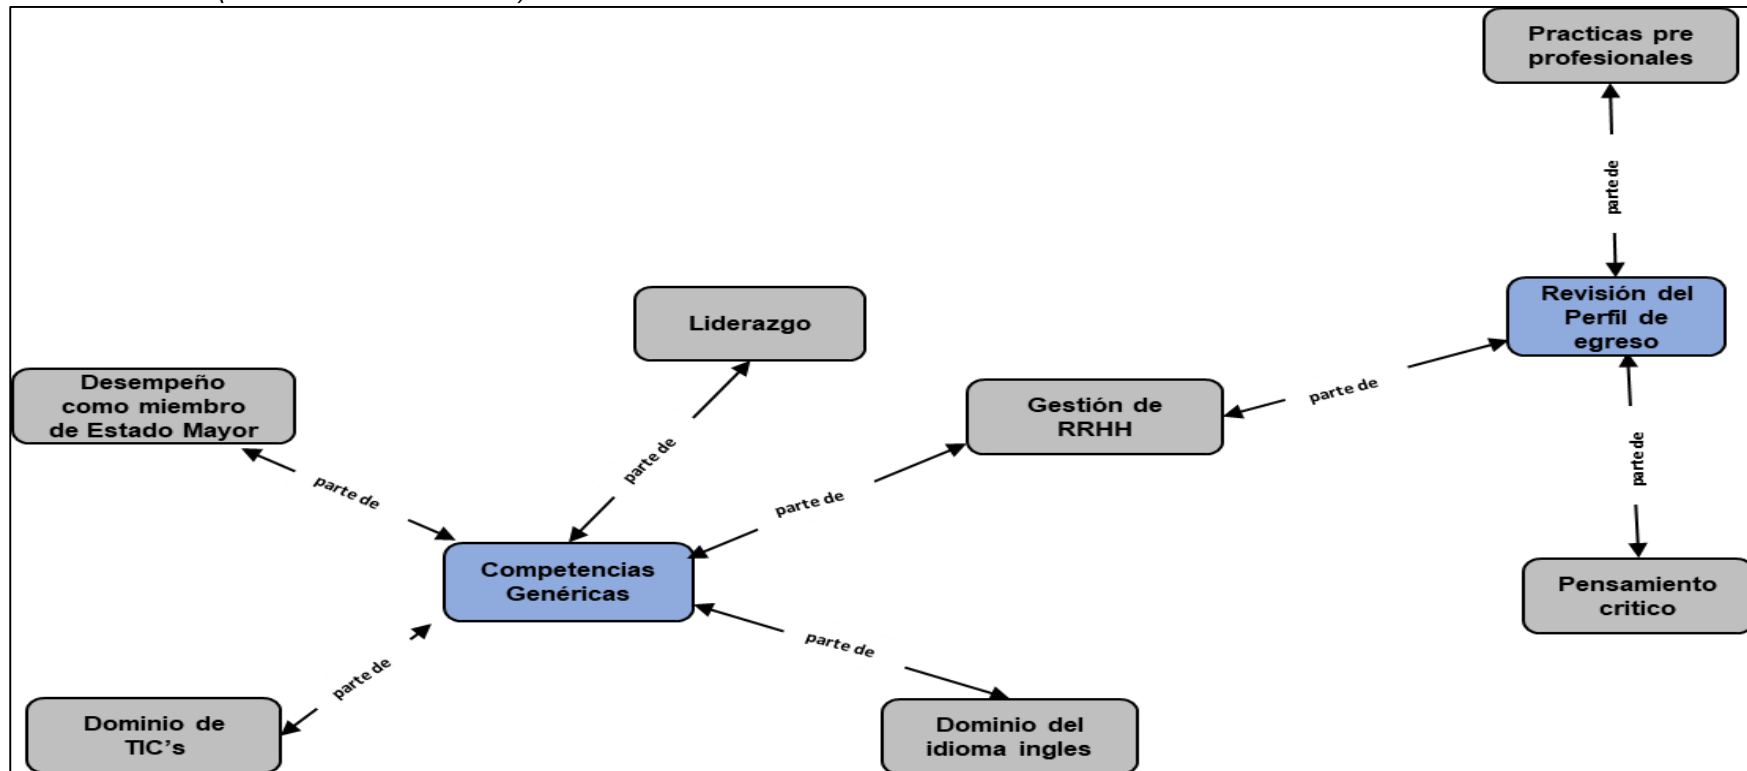 Practicas pre
profesionales
parte de
Revisión del
Perfil de
egreso
Liderazgo
Desempeño
como miembro
de Estado Mayor
Gestión de
RRHH
parte de
parte de
parte de
parte de
parte de
Competencias
Genéricas
Pensamiento
critico
parte de
parte de
Dominio de
TIC's
Dominio del
idioma ingles